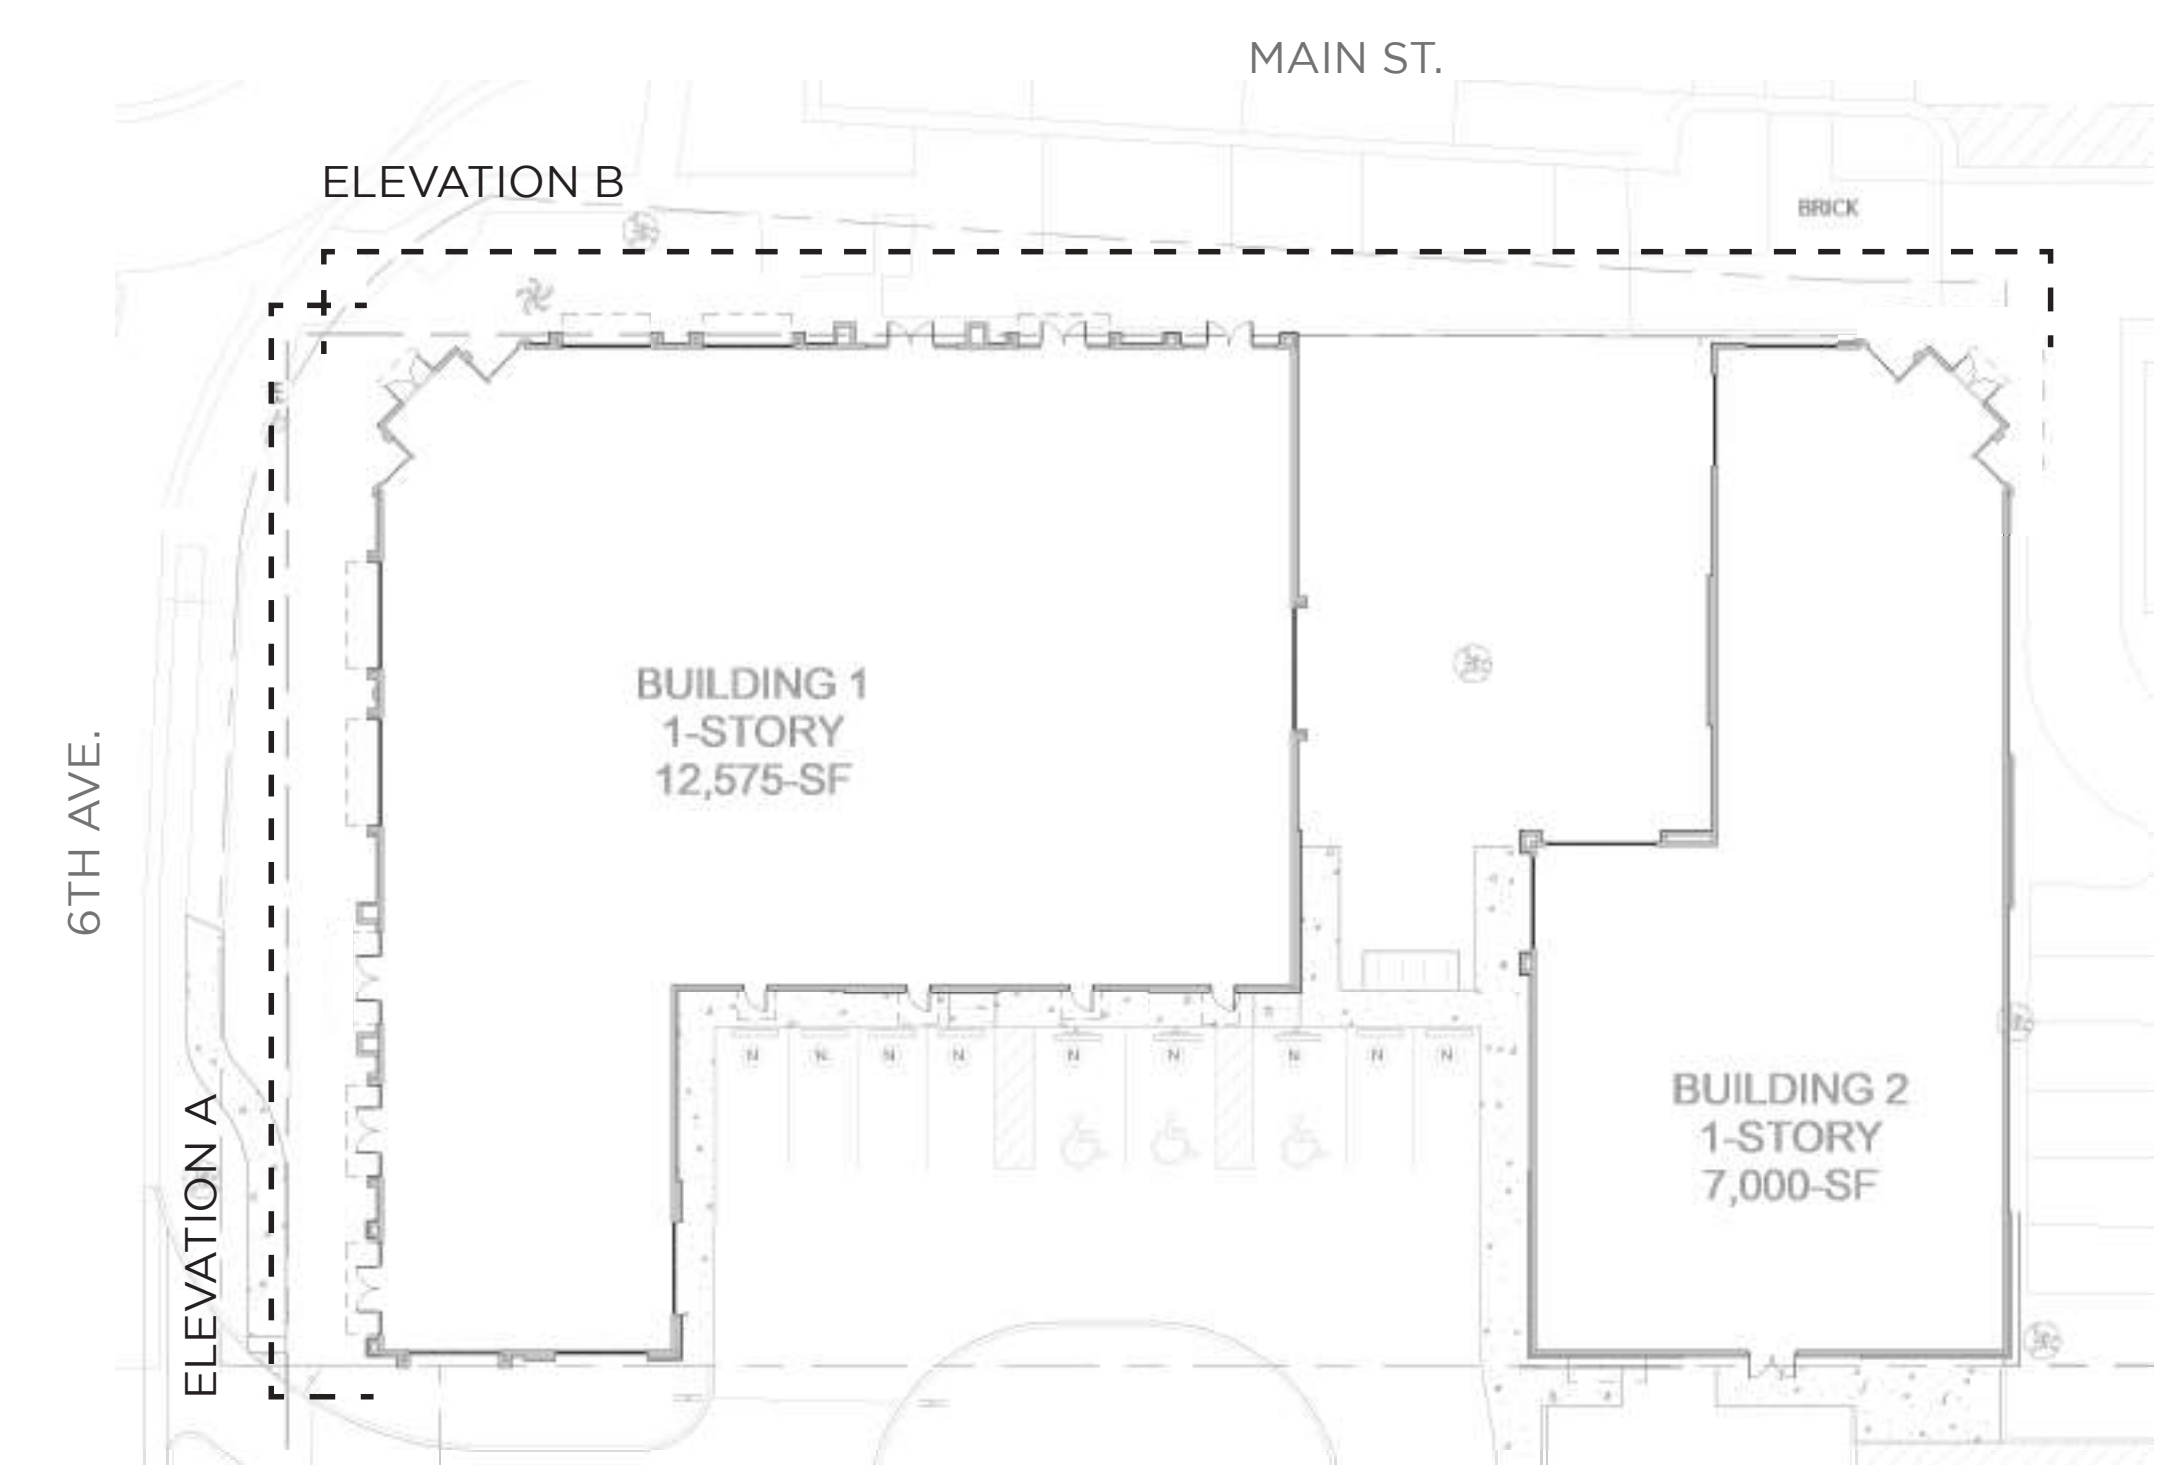 MAIN ST.
ELEVATION B
BRICK
BUILDING 1
1-STORY
12,575-SF
6TH AVE.
N N N N N N N N N
ELEVATION A
BUILDING 2
1-STORY
7,000-SF